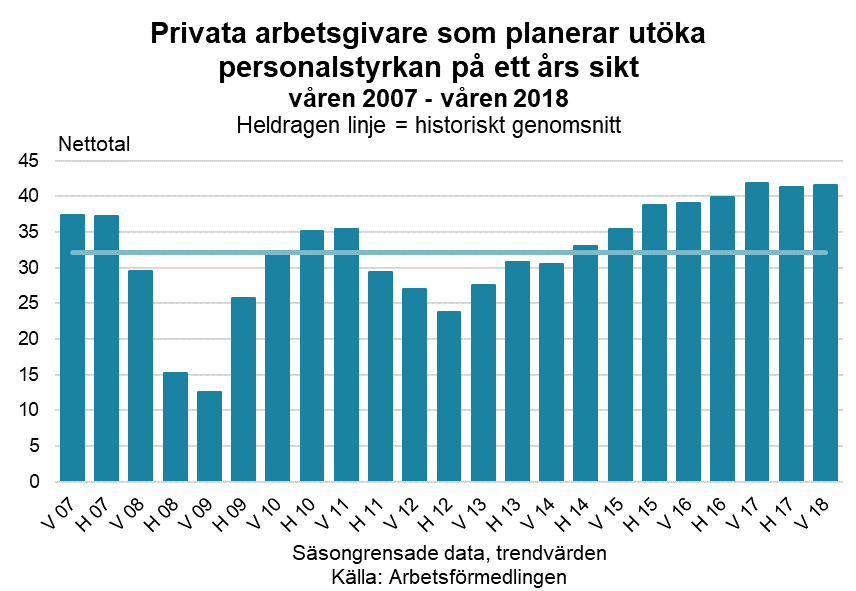 Privata arbetsgivare som planerar utöka
personalstyrkan på ett års sikt
våren 2007 - våren 2018
Heldragen linje = historiskt genomsnitt
Nettotal
45
40
35
30
25
20
15
10
5
0
V 07
H 07
V 08
H 08
V 09
H 09
V 10
H 10
V 11
H 11
V 12
H 12
V 13
H 13
V 14
H 14
V 15
H 15
V 16
H 16
V 17
H 17
V 18
Säsongrensade data, trendvärden
Källa: Arbetsförmedlingen